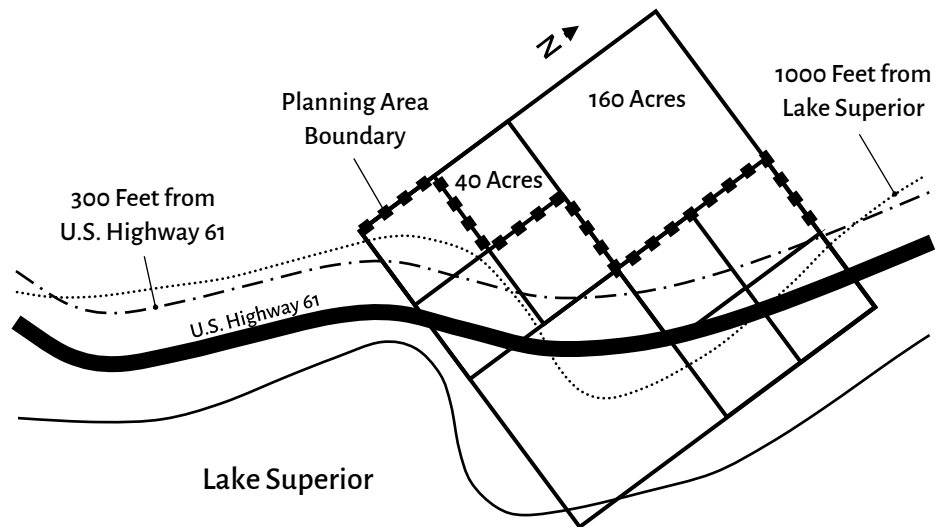 N
160 Acres
1000 Feet from
Lake Superior
Planning Area
Boundary
40 Acres
300 Feet from
U.S. Highway 61
U.S. Highway 61
Lake Superior